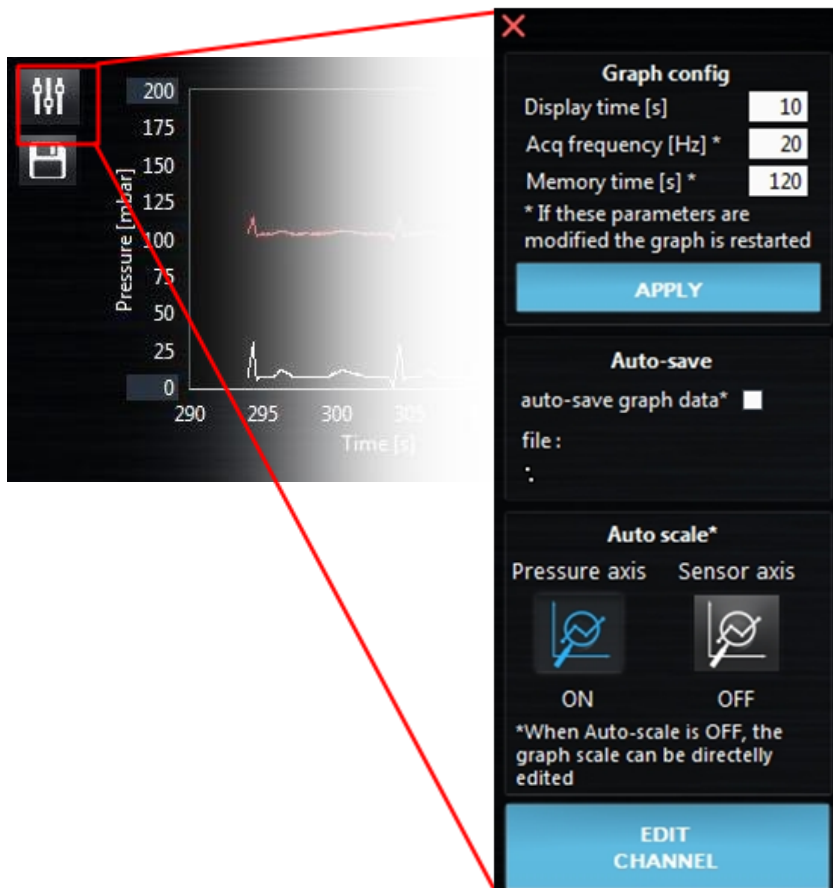 200
175
150
125
100
75
50
25
0
Pressure [mbar]
290 295 300 305
Time [s]
Graph config
Display time [s] 10
Acq frequency [Hz] * 20
Memory time [s] * 120
* If these parameters are
modified the graph is restarted
APPLY
Auto-save
auto-save graph data*
file :
:.
Auto scale*
Pressure axis Sensor axis
ON OFF
*When Auto-scale is OFF, the
graph scale can be directelly
edited
EDIT
CHANNEL